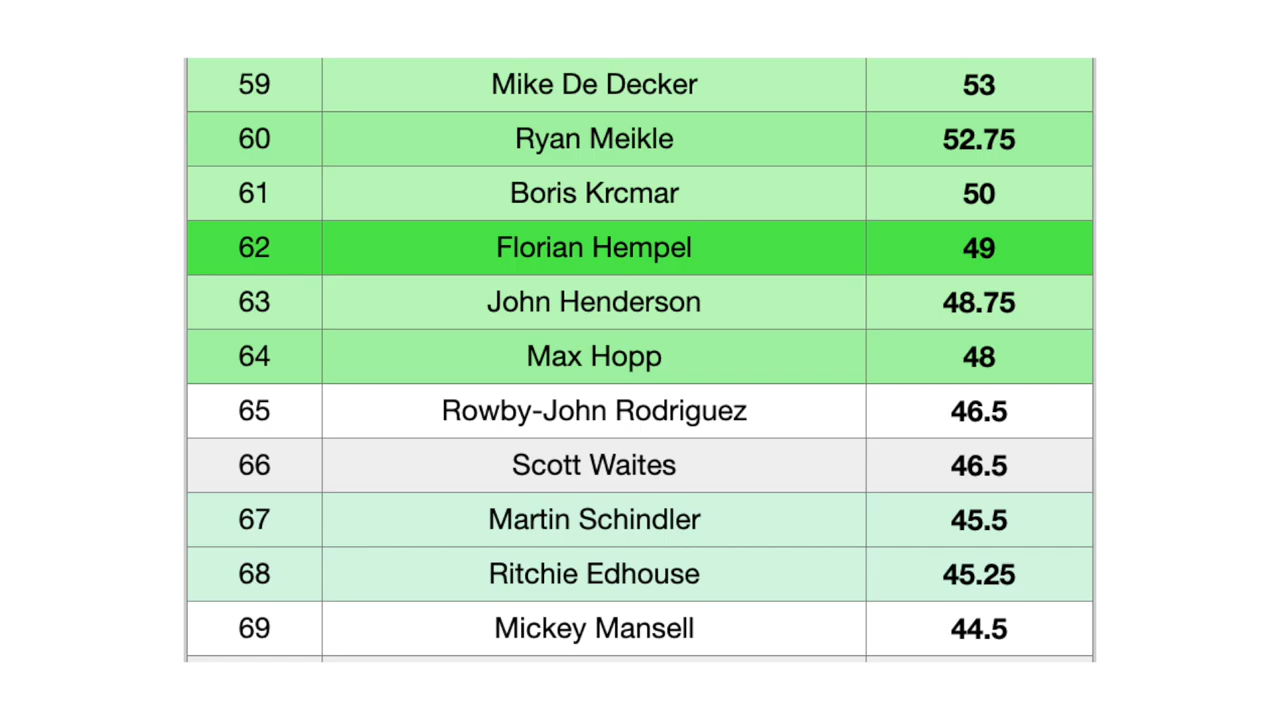 59 Mike De Decker 53
60 Ryan Meikle 52.75
61 Boris Krcmar 50
62 Florian Hempel 49
63 John Henderson 48.75
64 Max Hopp 48
65 Rowby-John Rodriguez 46.5
66 Scott Waites 46.5
67 Martin Schindler 45.5
68 Ritchie Edhouse 45.25
69 Mickey Mansell 44.5